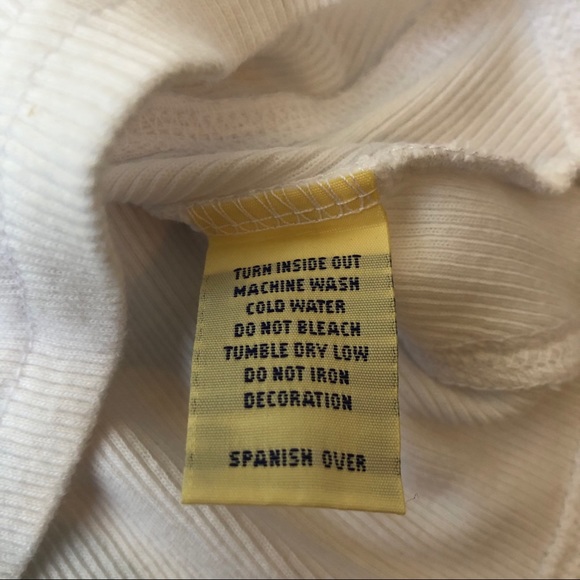 TURN INSIDE OUT
MACHINE WASH
COLD WATER
DO NOT BLEACH
TUMBLE DRY LOW
DO NOT IRON
DECORATION
SPANISH OVER